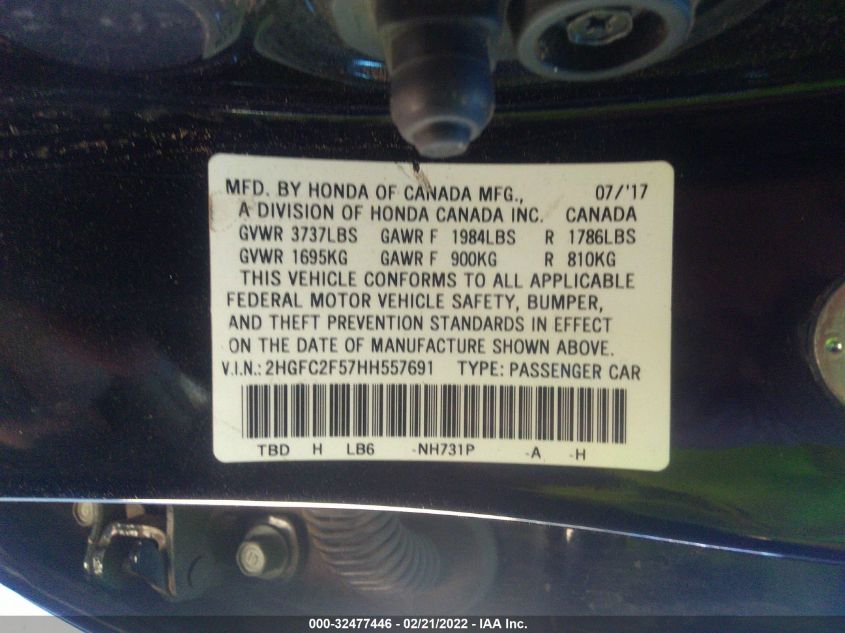 MFD. BY HONDA OF CANADA MFG., 07/'17
A DIVISION OF HONDA CANADA INC. CANADA
GVWR 3737LBS GAWR F 1984LBS R 1786LBS
GVWR 1695KG GAWR F 900KG R 810KG
THIS VEHICLE CONFORMS TO ALL APPLICABLE
FEDERAL MOTOR VEHICLE SAFETY, BUMPER,
AND THEFT PREVENTION STANDARDS IN EFFECT
ON THE DATE OF MANUFACTURE SHOWN ABOVE.
V.I.N.: 2HGFC2F57HH557691 TYPE: PASSENGER CAR
TBD H LB6 -NH731P -A -H
000-32477446 - 02/21/2022 - IAA Inc.